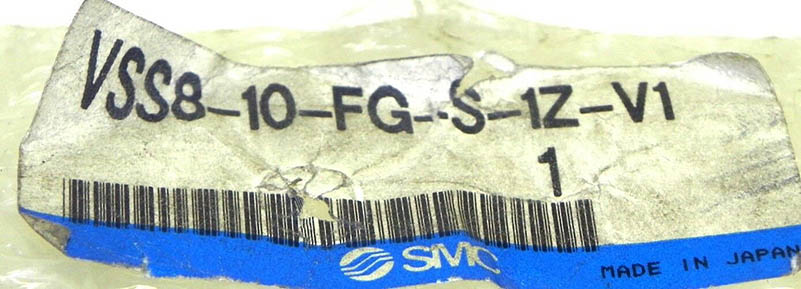 VSS8-10-FG-S-1Z-V1
1
SMC
MADE IN JAPAN